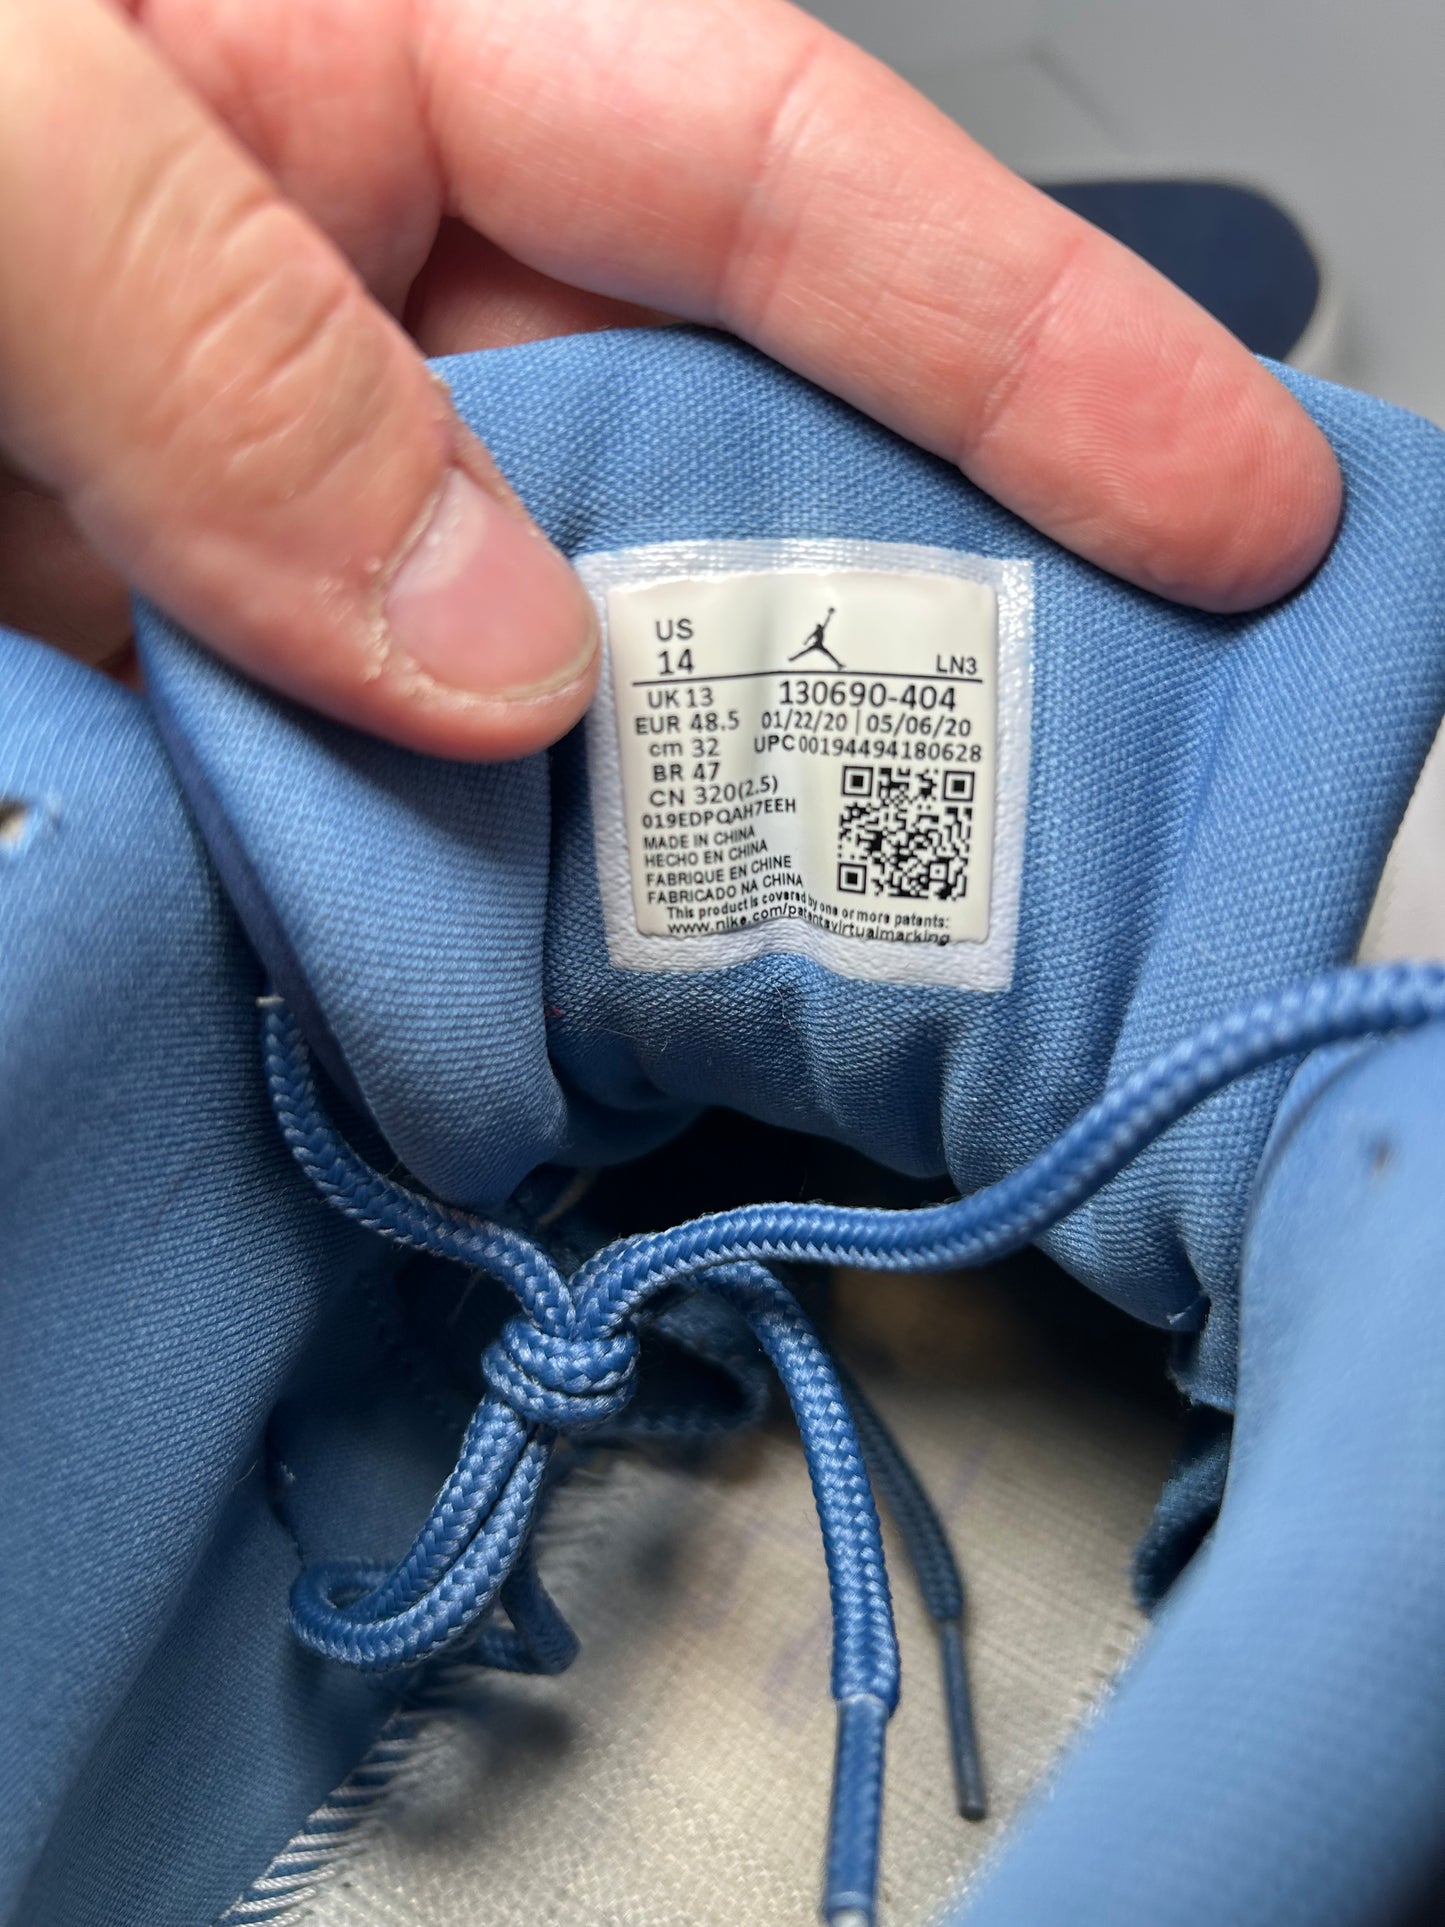 US
14
LN3
UK 13
130690-404
EUR 48.5
01/22/20 | 05/06/20
cm 32
UPC00194494180628
BR 47
CN 320(2.5)
019EDPQAH7EEH
MADE IN CHINA
HECHO EN CHINA
FABRIQUE EN CHINE
FABRICADO NA CHINA
This product is covered by one or more patents:
www.nike.com/patentsvirtualmarking